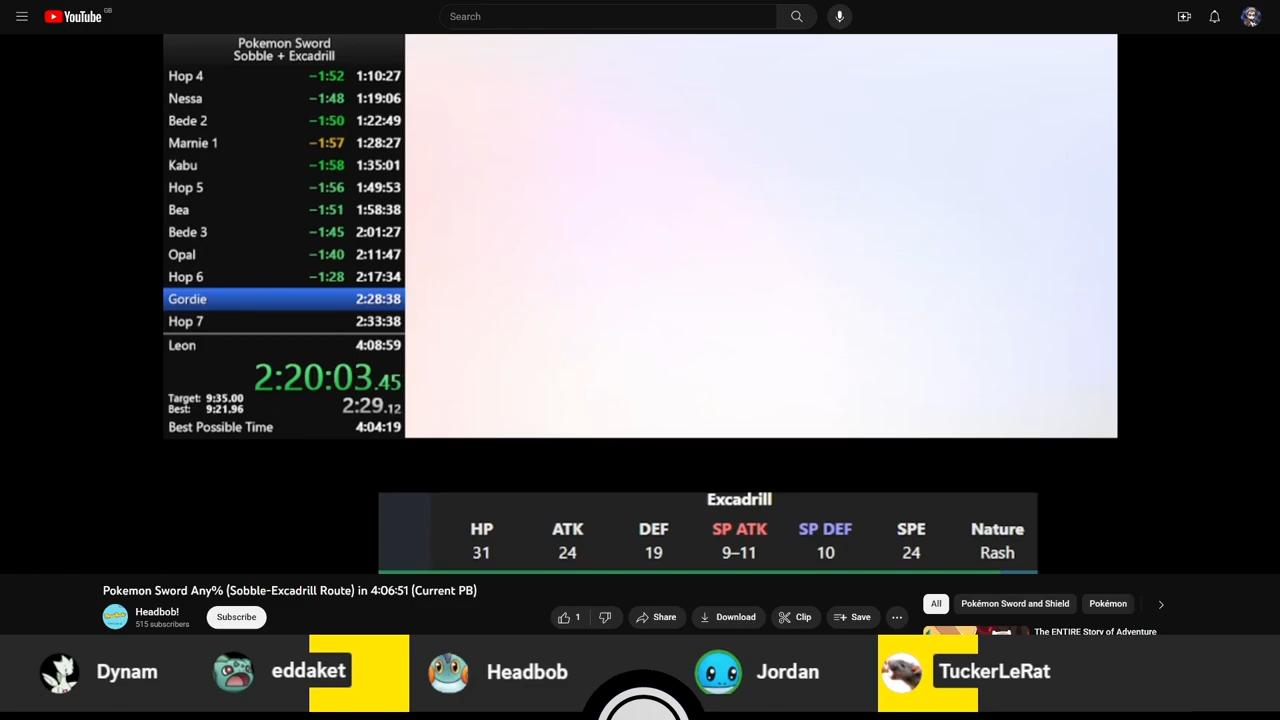 YouTube GB
Search
Pokemon Sword
Sobble + Excadrill
Hop 4 −1:52 1:10:27
Nessa −1:48 1:19:06
Bede 2 −1:50 1:22:49
Marnie 1 −1:57 1:28:27
Kabu −1:58 1:35:01
Hop 5 −1:56 1:49:53
Bea −1:51 1:58:38
Bede 3 −1:45 2:01:27
Opal −1:40 2:11:47
Hop 6 −1:28 2:17:34
Gordie 2:28:38
Hop 7 2:33:38
Leon 4:08:59
2:20:03.45
Target: 9:35.00
Best: 9:21.96 2:29.12
Best Possible Time 4:04:19
Excadrill
HP ATK DEF SP ATK SP DEF SPE Nature
31 24 19 9–11 10 24 Rash
Pokemon Sword Any% (Sobble-Excadrill Route) in 4:06:51 (Current PB)
Headbob!
515 subscribers
Subscribe
1
Share
Download
Clip
Save
All Pokémon Sword and Shield Pokémon
The ENTIRE Story of Adventure
Dynam eddaket Headbob Jordan TuckerLeRat